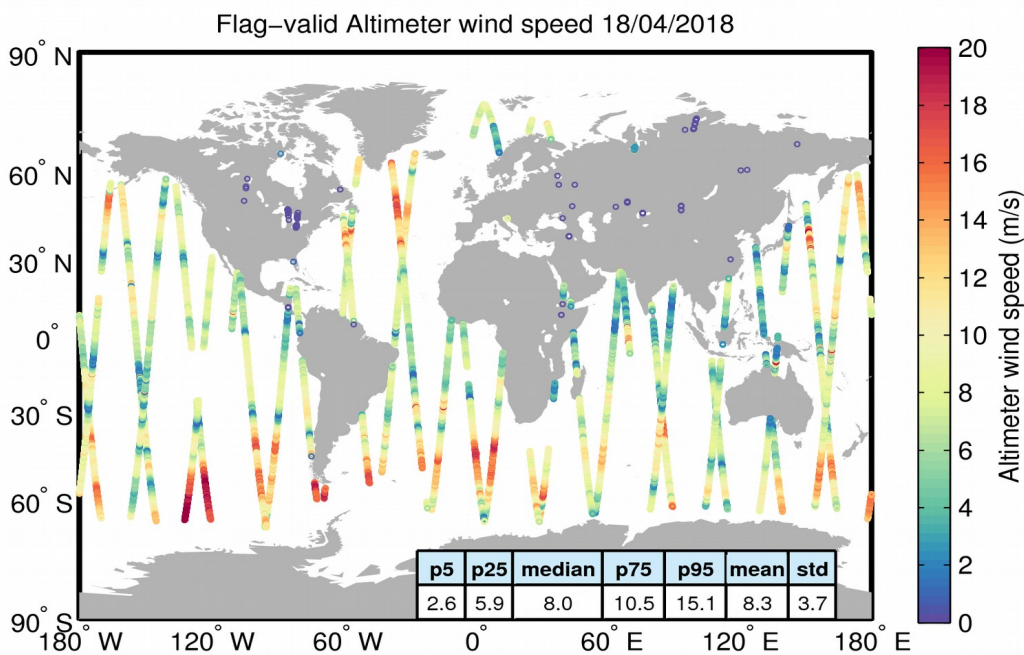 Flag−valid Altimeter wind speed 18/04/2018
90° N
60° N
30° N
0°
30° S
60° S
90° S
180° W
120° W
60° W
0°
60° E
120° E
180° E
p5 p25 median p75 p95 mean std
2.6 5.9 8.0 10.5 15.1 8.3 3.7
20
18
16
14
12
10
8
6
4
2
0
Altimeter wind speed (m/s)